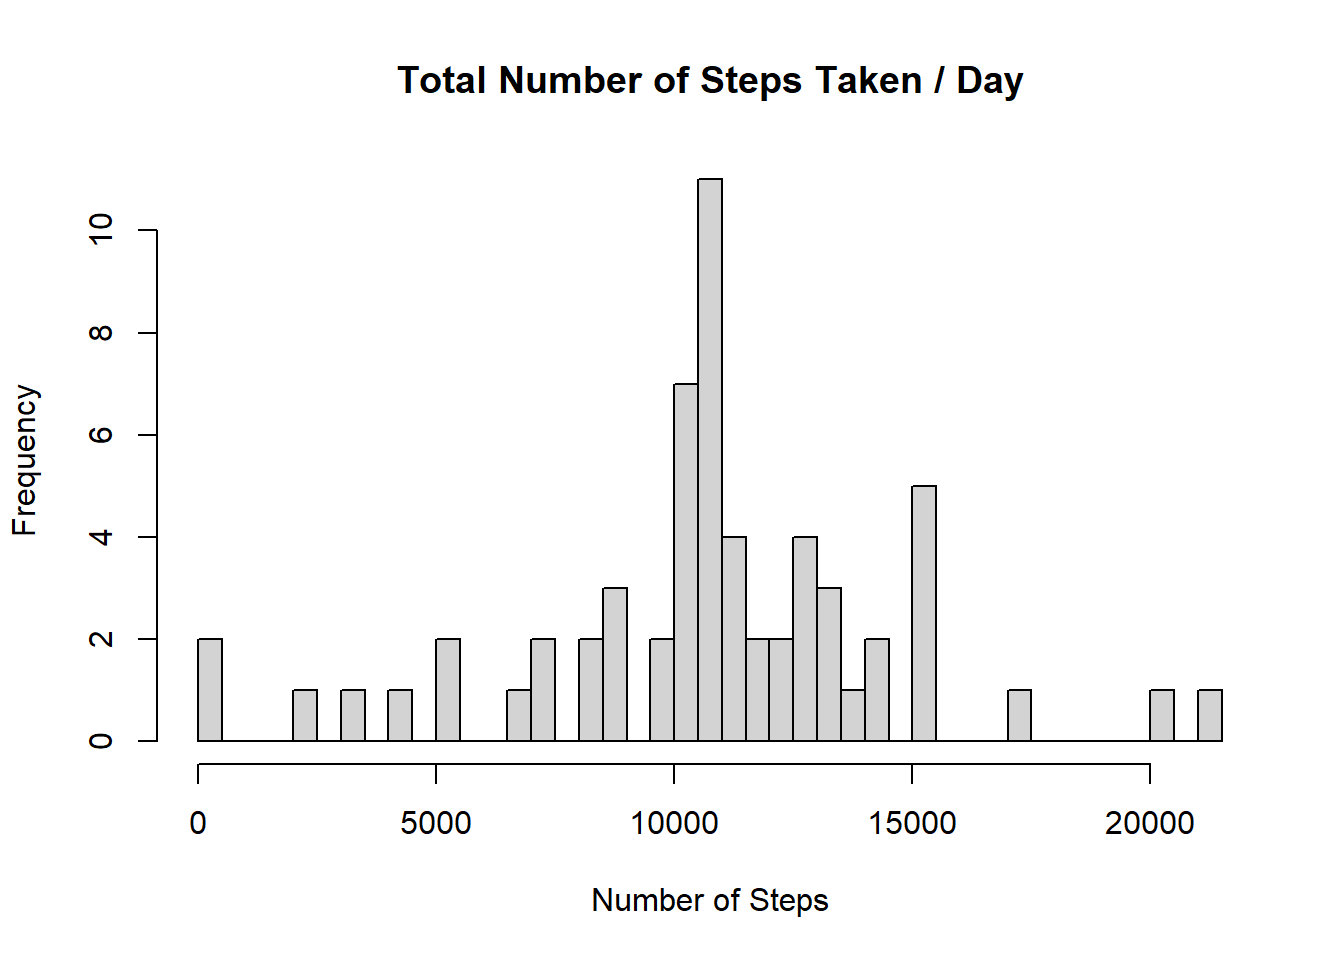 Total Number of Steps Taken / Day
Frequency
10
8
6
4
2
0
0 5000 10000 15000 20000
Number of Steps